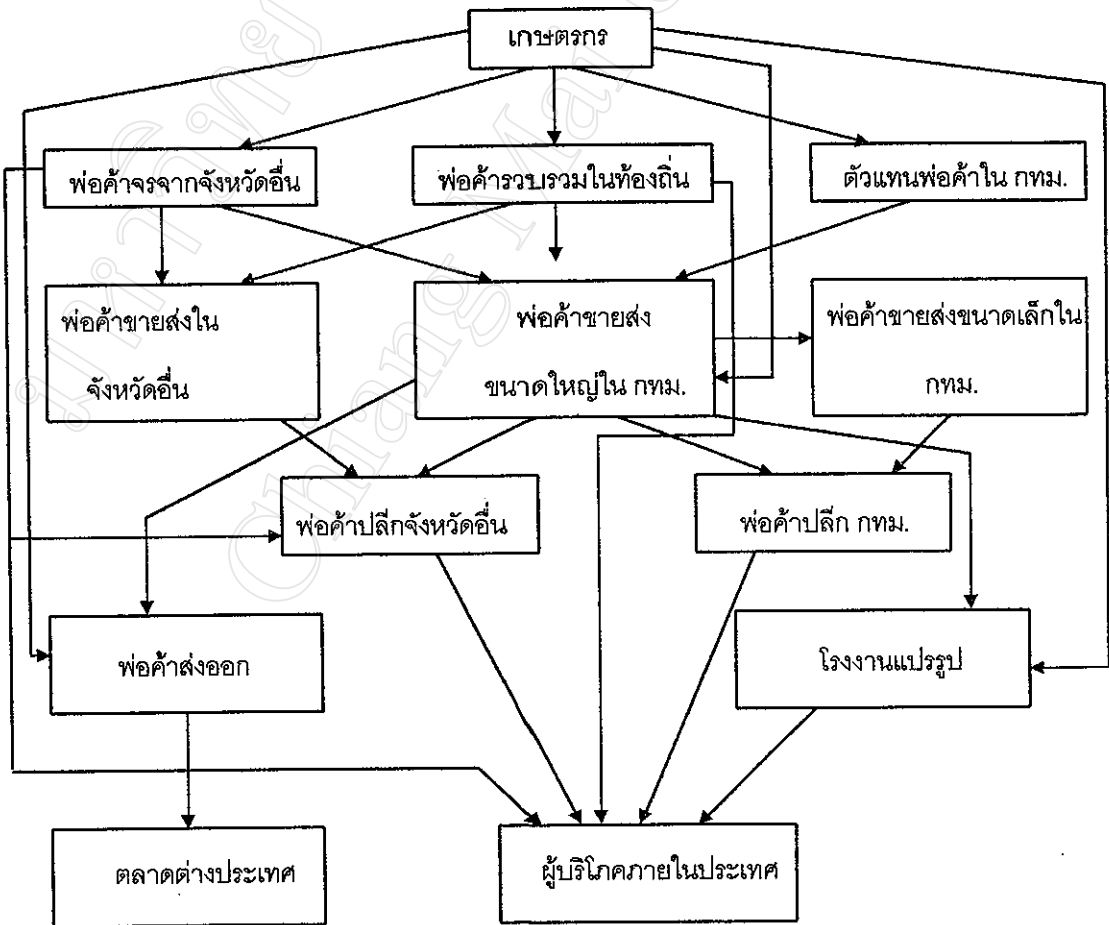 เกษตรกร
พ่อค้าจรจากจังหวัดอื่น
พ่อค้ารวบรวมในท้องถิ่น
ตัวแทนพ่อค้าใน กทม.
พ่อค้าขายส่งใน
จังหวัดอื่น
พ่อค้าขายส่ง
ขนาดใหญ่ใน กทม.
พ่อค้าขายส่งขนาดเล็กใน
กทม.
พ่อค้าปลีกจังหวัดอื่น
พ่อค้าปลีก กทม.
พ่อค้าส่งออก
โรงงานแปรรูป
ตลาดต่างประเทศ
ผู้บริโภคภายในประเทศ